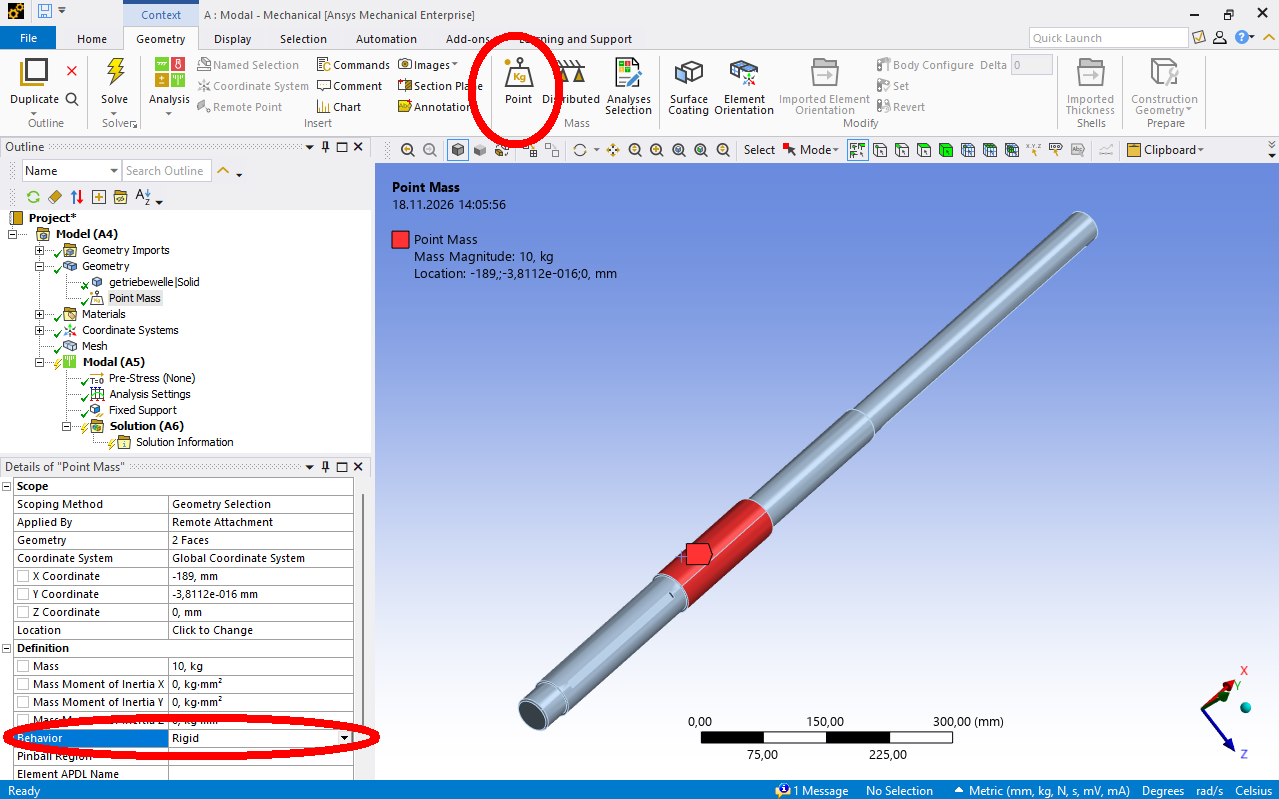 Context A : Modal - Mechanical [Ansys Mechanical Enterprise]
File Home Geometry Display Selection Automation Add-ons Learning and Support Quick Launch
Duplicate
Outline
Solve
Solver
Analysis
Named Selection
Coordinate System
Remote Point
Commands
Comment
Chart
Images
Section Plane
Annotation
Insert
Point
Kg
Distributed
Analyses
Selection
Mass
Surface
Coating
Element
Orientation
Imported Element
Orientation
Body Configure Delta 0
Set
Revert
Modify
Imported
Thickness
Shells
Construction
Geometry
Prepare
Outline
Name Search Outline
Select Mode Clipboard
Project*
Model (A4)
Geometry Imports
Geometry
getriebewelle|Solid
Point Mass
Materials
Coordinate Systems
Mesh
Modal (A5)
Pre-Stress (None)
Analysis Settings
Fixed Support
Solution (A6)
Solution Information
Details of "Point Mass"
Scope
Scoping Method Geometry Selection
Applied By Remote Attachment
Geometry 2 Faces
Coordinate System Global Coordinate System
X Coordinate -189, mm
Y Coordinate -3,8112e-016 mm
Z Coordinate 0, mm
Location Click to Change
Definition
Mass 10, kg
Mass Moment of Inertia X 0, kg·mm²
Mass Moment of Inertia Y 0, kg·mm²
Mass Moment of Inertia Z 0, kg·mm²
Behavior Rigid
Pinball Region
Element APDL Name
Point Mass
18.11.2026 14:05:56
Point Mass
Mass Magnitude: 10, kg
Location: -189,;-3,8112e-016;0, mm
0,00 150,00 300,00 (mm)
75,00 225,00
X
Y
Z
Ready 1 Message No Selection Metric (mm, kg, N, s, mV, mA) Degrees rad/s Celsius